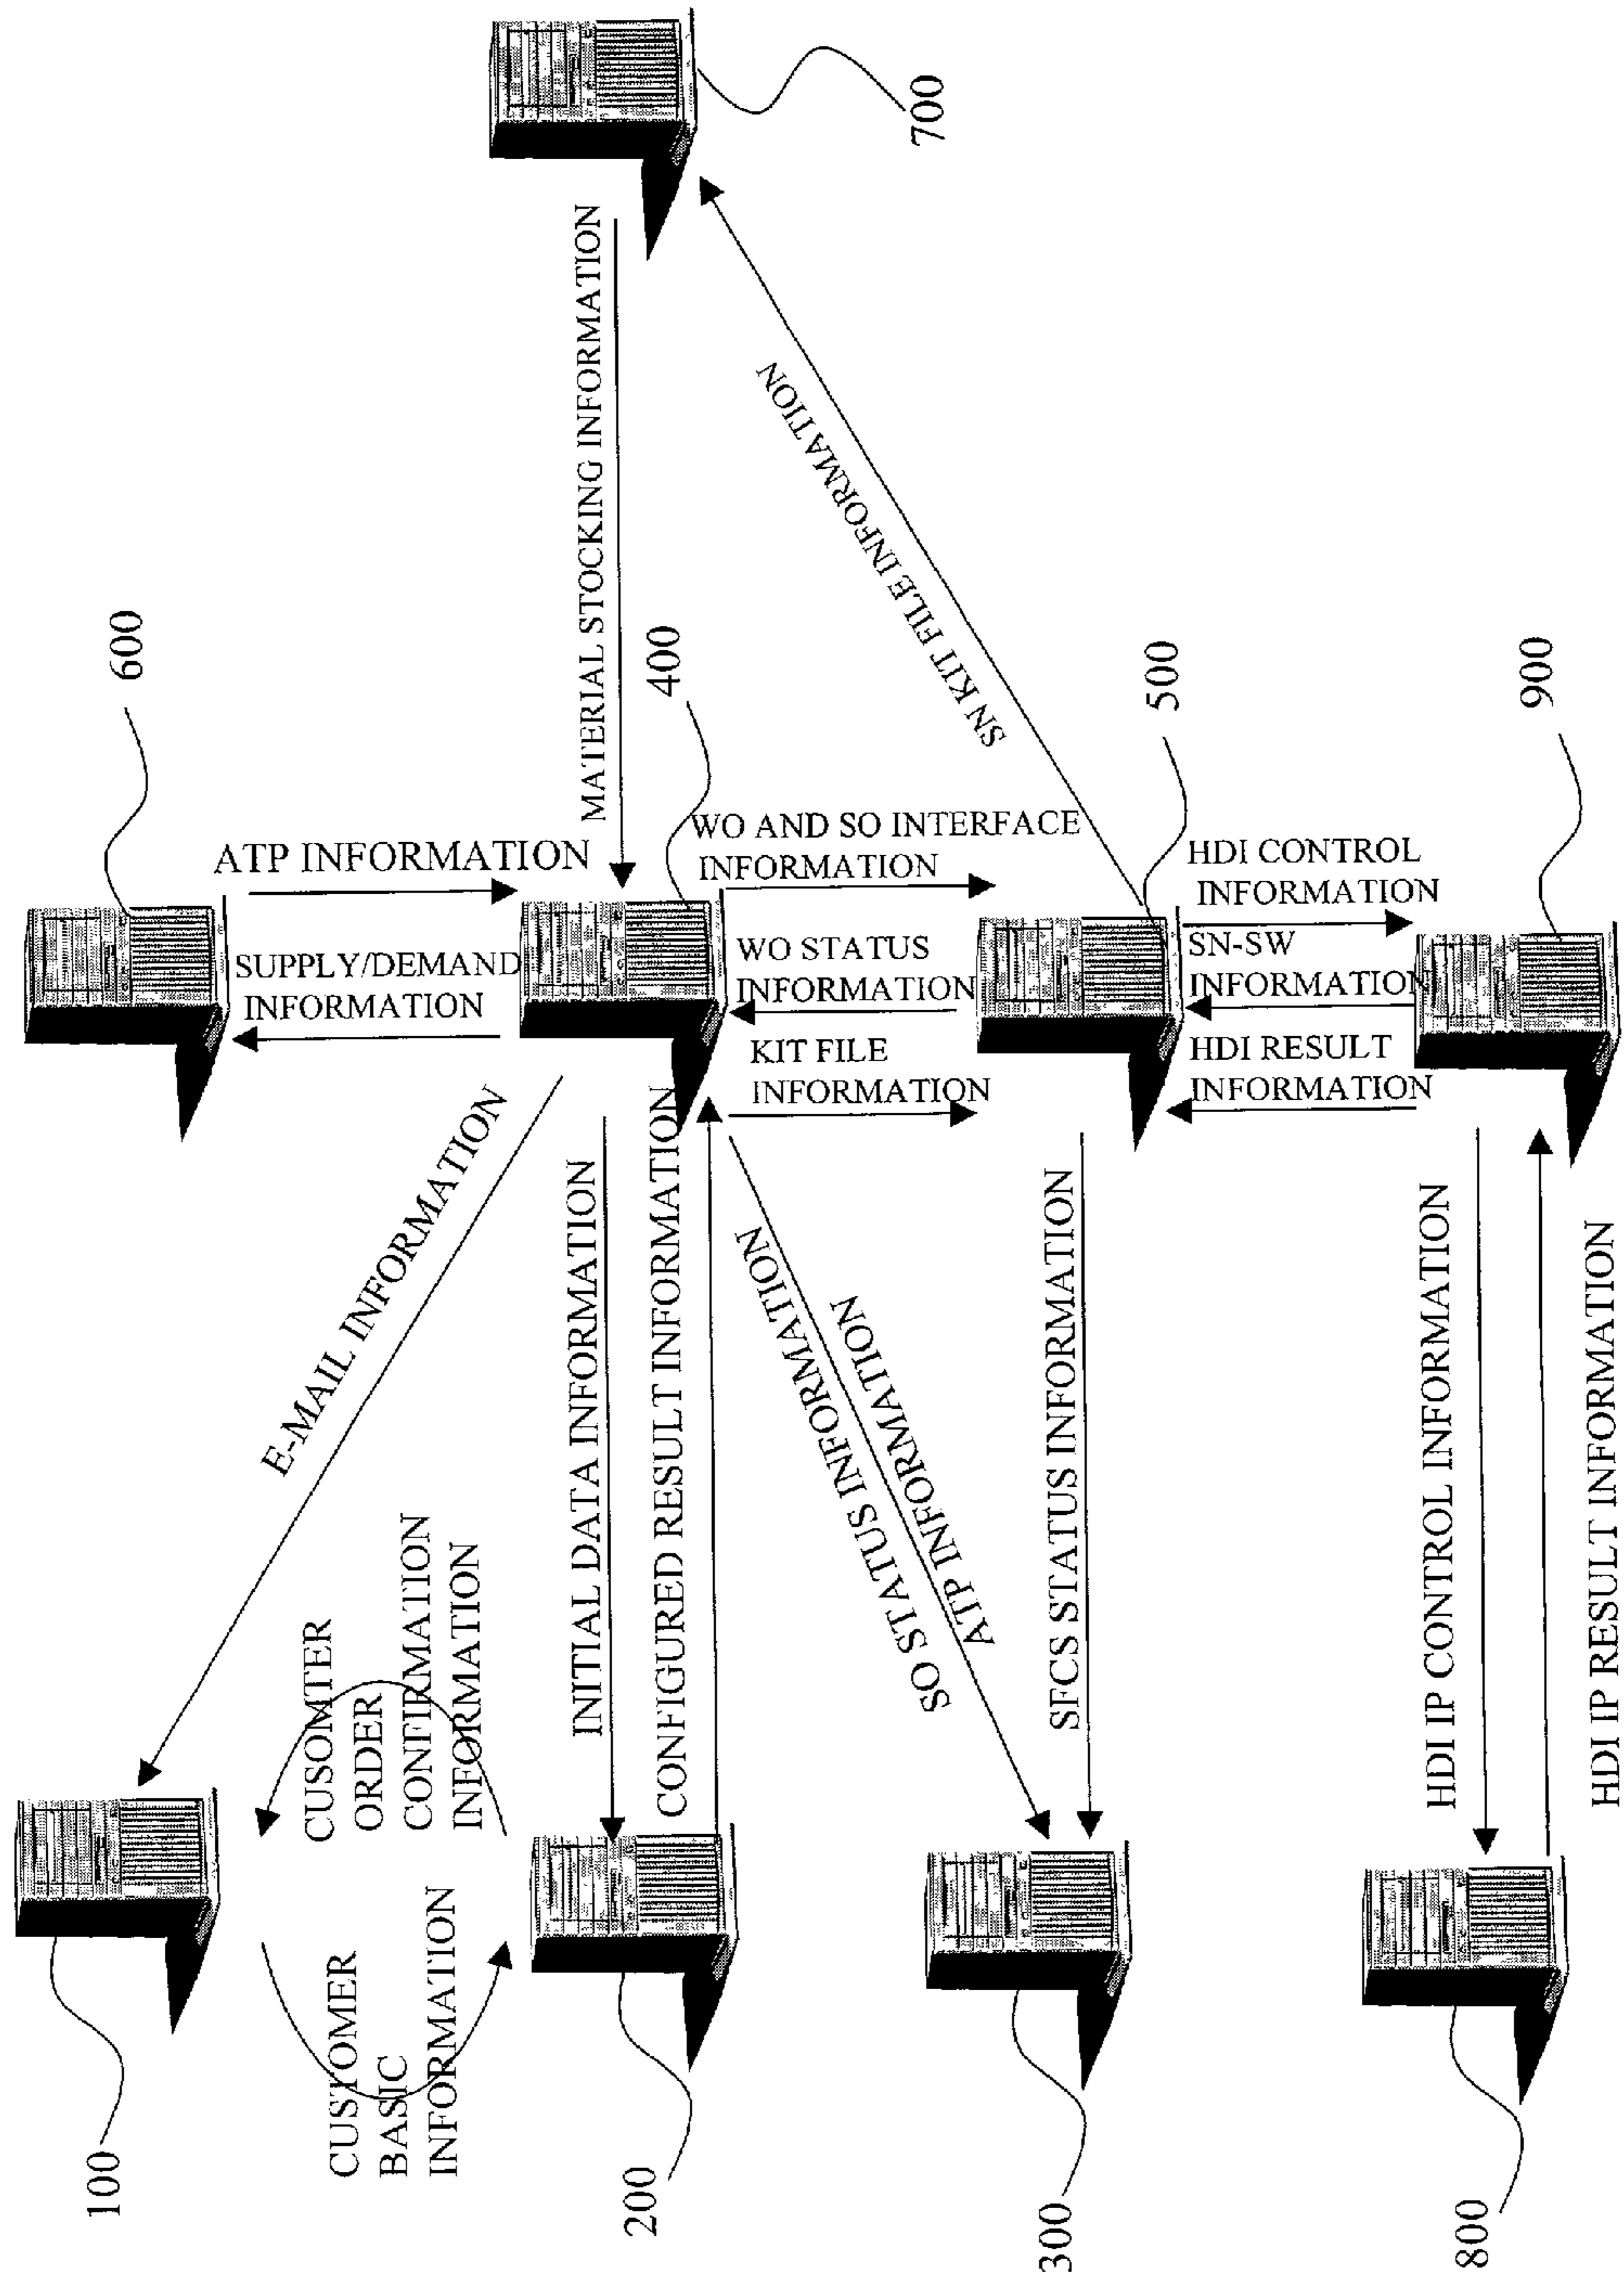 100
600
700
E-MAIL INFORMATION
ATP INFORMATION
SUPPLY/DEMAND
INFORMATION
CUSOMTER
ORDER
CONFIRMATION
INFORMATION
CUSTOMER
BASIC
INFORMATION
MATERIAL STOCKING INFORMATION
200
INITIAL DATA INFORMATION
CONFIGURED RESULT INFORMATION
400
WO AND SO INTERFACE
INFORMATION
WO STATUS
INFORMATION
KIT FILE
INFORMATION
SN KIT FILE INFORMATION
SO STATUS INFORMATION
ATP INFORMATION
300
SFCS STATUS INFORMATION
500
HDI CONTROL
INFORMATION
SN-SW
INFORMATION
HDI RESULT
INFORMATION
800
HDI IP CONTROL INFORMATION
HDI IP RESULT INFORMATION
900